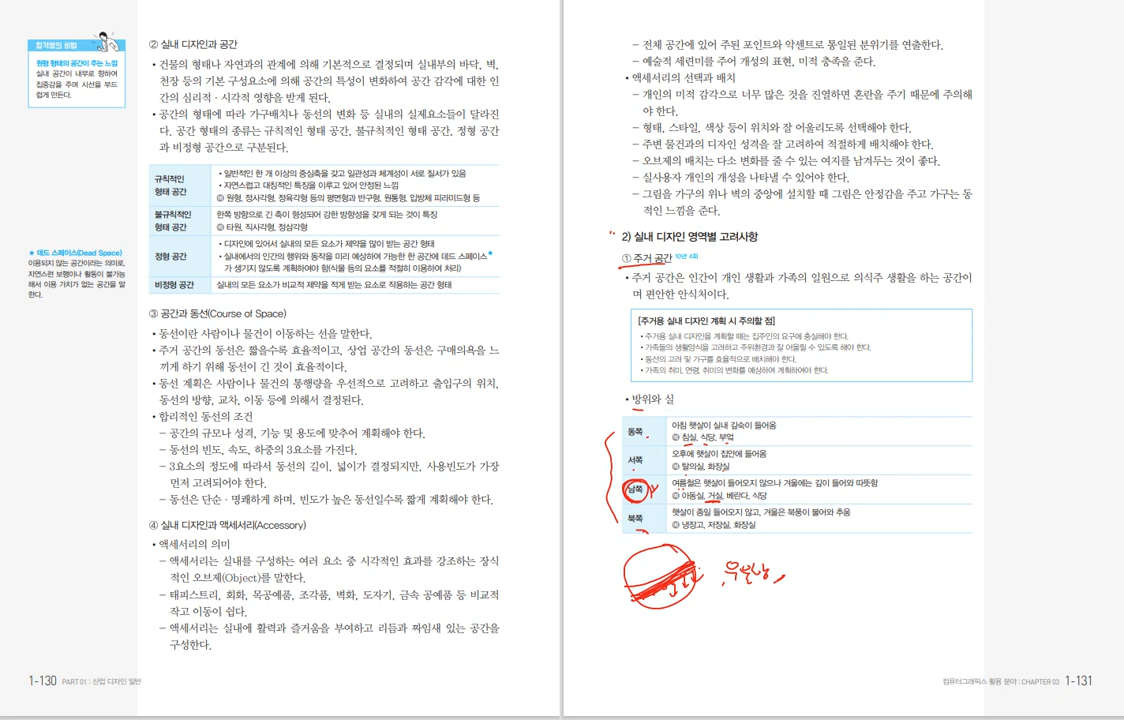 합격생의 비법
원형 형태의 공간이 주는 느낌
실내 공간이 내부로 향하여
집중감을 주며 시선을 부드
럽게 만든다.
② 실내 디자인과 공간
• 건물의 형태나 자연과의 관계에 의해 기본적으로 결정되며 실내부의 바닥, 벽,
천장 등의 기본 구성요소에 의해 공간의 특성이 변화하여 공간 감각에 대한 인
간의 심리적·시각적 영향을 받게 된다.
• 공간의 형태에 따라 가구배치나 동선의 변화 등 실내의 실제요소들이 달라진
다. 공간 형태의 종류는 규칙적인 형태 공간, 불규칙적인 형태 공간, 정형 공간
과 비정형 공간으로 구분된다.
규칙적인
형태 공간
• 일반적인 한 개 이상의 중심축을 갖고 일관성과 체계성이 서로 질서가 있음
• 자연스럽고 대칭적인 특징을 이루고 있어 안정된 느낌
예 원형, 정사각형, 정육각형 등의 평면형과 반구형, 원통형, 입방체 피라미드형 등
불규칙적인
형태 공간
한쪽 방향으로 긴 축이 형성되어 강한 방향성을 갖게 되는 것이 특징
예 타원, 직사각형, 정삼각형
정형 공간
• 디자인에 있어서 실내의 모든 요소가 제약을 많이 받는 공간 형태
• 실내에서의 인간의 행위와 동작을 미리 예상하여 가능한 한 공간에 데드 스페이스★
가 생기지 않도록 계획하여야 함(식물 등의 요소를 적절히 이용하여 처리)
비정형 공간
실내의 모든 요소가 비교적 제약을 적게 받는 요소로 작용하는 공간 형태
★ 데드 스페이스(Dead Space)
이용되지 않는 공간이라는 의미로,
자연스런 보행이나 활동이 불가능
해서 이용 가치가 없는 공간을 말
한다.
③ 공간과 동선(Course of Space)
• 동선이란 사람이나 물건이 이동하는 선을 말한다.
• 주거 공간의 동선은 짧을수록 효율적이고, 상업 공간의 동선은 구매의욕을 느
끼게 하기 위해 동선이 긴 것이 효율적이다.
• 동선 계획은 사람이나 물건의 통행량을 우선적으로 고려하고 출입구의 위치,
동선의 방향, 교차, 이동 등에 의해서 결정된다.
• 합리적인 동선의 조건
– 공간의 규모나 성격, 기능 및 용도에 맞추어 계획해야 한다.
– 동선의 빈도, 속도, 하중의 3요소를 가진다.
– 3요소의 정도에 따라서 동선의 길이, 넓이가 결정되지만, 사용빈도가 가장
먼저 고려되어야 한다.
– 동선은 단순·명쾌하게 하며, 빈도가 높은 동선일수록 짧게 계획해야 한다.
④ 실내 디자인과 액세서리(Accessory)
• 액세서리의 의미
– 액세서리는 실내를 구성하는 여러 요소 중 시각적인 효과를 강조하는 장식
적인 오브제(Object)를 말한다.
– 태피스트리, 회화, 목공예품, 조각품, 벽화, 도자기, 금속 공예품 등 비교적
작고 이동이 쉽다.
– 액세서리는 실내에 활력과 즐거움을 부여하고 리듬과 짜임새 있는 공간을
구성한다.
1-130 PART 01 : 산업 디자인 일반
– 전체 공간에 있어 주된 포인트와 악센트로 통일된 분위기를 연출한다.
– 예술적 세련미를 주어 개성의 표현, 미적 충족을 준다.
• 액세서리의 선택과 배치
– 개인의 미적 감각으로 너무 많은 것을 진열하면 혼란을 주기 때문에 주의해
야 한다.
– 형태, 스타일, 색상 등이 위치와 잘 어울리도록 선택해야 한다.
– 주변 물건과의 디자인 성격을 잘 고려하여 적절하게 배치해야 한다.
– 오브제의 배치는 다소 변화를 줄 수 있는 여지를 남겨두는 것이 좋다.
– 실사용자 개인의 개성을 나타낼 수 있어야 한다.
– 그림을 가구의 위나 벽의 중앙에 설치할 때 그림은 안정감을 주고 가구는 동
적인 느낌을 준다.
2) 실내 디자인 영역별 고려사항
① 주거 공간 10년 4회
• 주거 공간은 인간이 개인 생활과 가족의 일원으로 의식주 생활을 하는 공간이
며 편안한 안식처이다.
[주거용 실내 디자인 계획 시 주의할 점]
• 주거용 실내 디자인을 계획할 때는 집주인의 요구에 충실해야 한다.
• 가족들의 생활양식을 고려하고 주위환경과 잘 어울릴 수 있도록 해야 한다.
• 동선의 고려 및 가구를 효율적으로 배치해야 한다.
• 가족의 취미, 연령, 취미의 변화를 예상하여 계획하여야 한다.
• 방위와 실
동쪽
아침 햇살이 실내 깊숙이 들어옴
예 침실, 식당, 부엌
서쪽
오후에 햇살이 집안에 들어옴
예 탈의실, 화장실
남쪽
여름철은 햇살이 들어오지 않으나 겨울에는 깊이 들어와 따뜻함
예 아동실, 거실, 베란다, 식당
북쪽
햇살이 종일 들어오지 않고, 겨울은 북풍이 불어와 추움
예 냉장고, 저장실, 화장실
컴퓨터그래픽스 활용 분야 : CHAPTER 03 1-131